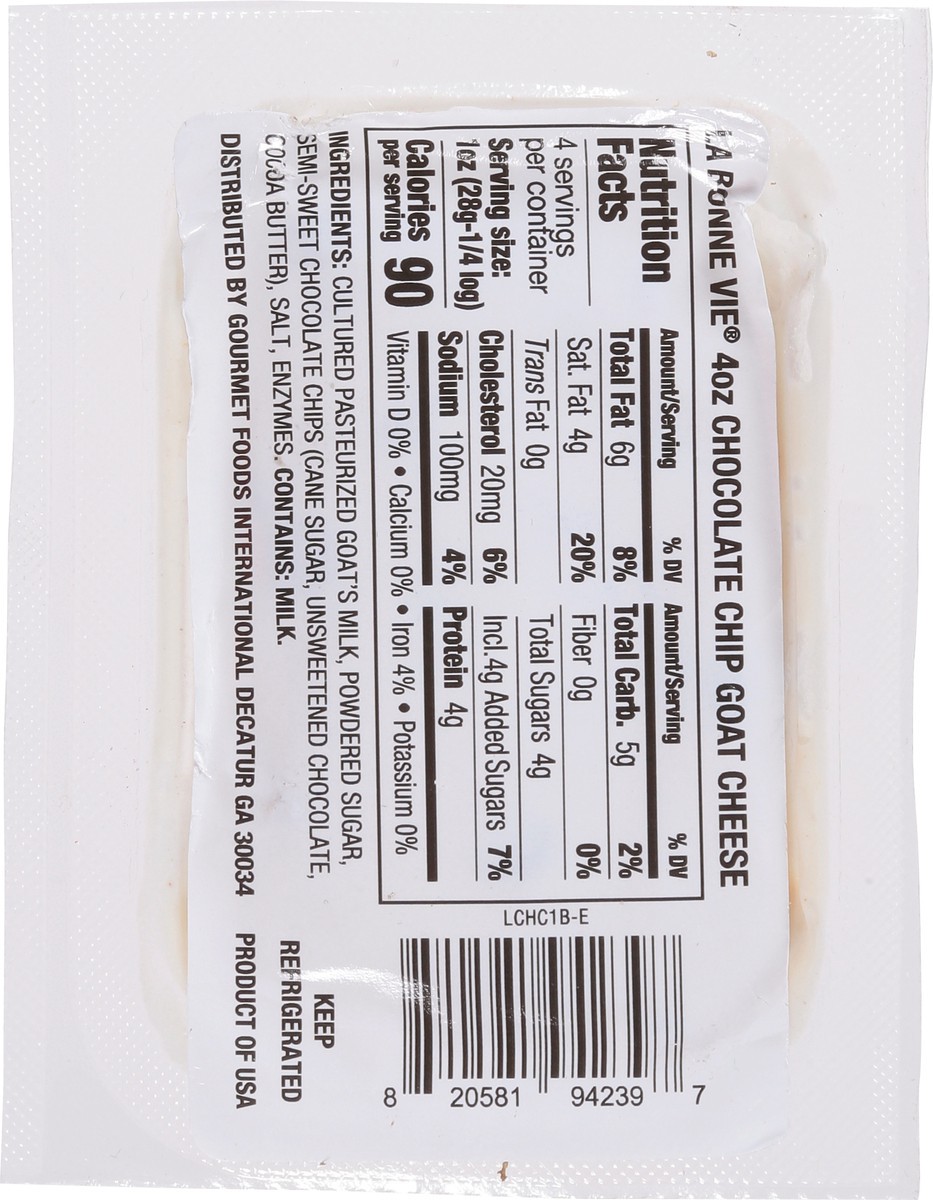 LA BONNE VIE® 4oz CHOCOLATE CHIP GOAT CHEESE
Nutrition
Facts
4 servings
per container
Serving size:
1oz (28g-1/4 log)
Calories 90
per serving
Amount/Serving % DV
Total Fat 6g 8%
Sat. Fat 4g 20%
Trans Fat 0g
Cholesterol 20mg 6%
Sodium 100mg 4%
Amount/Serving % DV
Total Carb. 5g 2%
Fiber 0g 0%
Total Sugars 4g
Incl. 4g Added Sugars 7%
Protein 4g
Vitamin D 0% • Calcium 0% • Iron 4% • Potassium 0%
INGREDIENTS: CULTURED PASTEURIZED GOAT'S MILK, POWDERED SUGAR,
SEMI-SWEET CHOCOLATE CHIPS (CANE SUGAR, UNSWEETENED CHOCOLATE,
COCOA BUTTER), SALT, ENZYMES. CONTAINS: MILK.
DISTRIBUTED BY GOURMET FOODS INTERNATIONAL DECATUR GA 30034
LCHC1B-E
8 20581 94239 7
KEEP
REFRIGERATED
PRODUCT OF USA